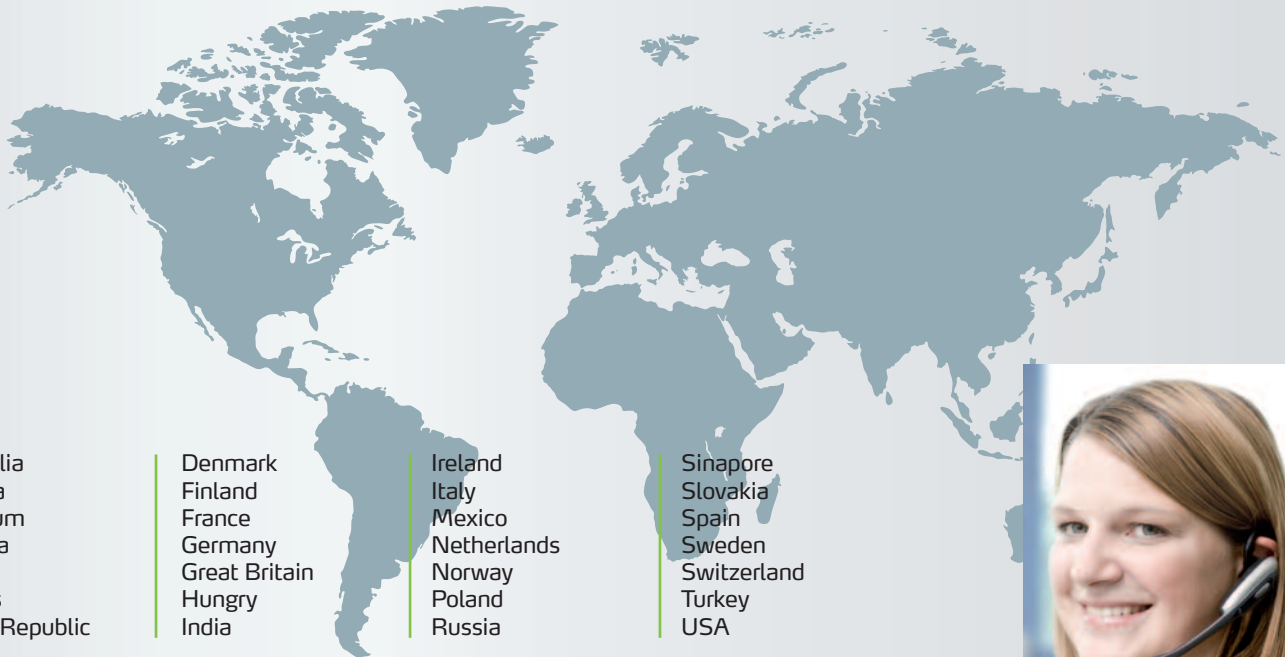 lia
a
um
a
s
Republic
Denmark
Finland
France
Germany
Great Britain
Hungry
India
Ireland
Italy
Mexico
Netherlands
Norway
Poland
Russia
Sinapore
Slovakia
Spain
Sweden
Switzerland
Turkey
USA